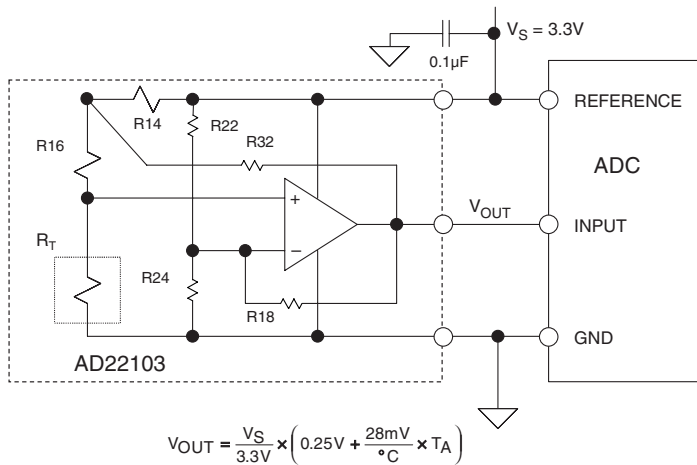 V_S = 3.3V
0.1µF
REFERENCE
R14
R22
R32
R16
ADC
+
V_OUT
INPUT
R_T
–
R24
R18
GND
AD22103
V_OUT = V_S/3.3V × (0.25V + 28mV/°C × T_A)